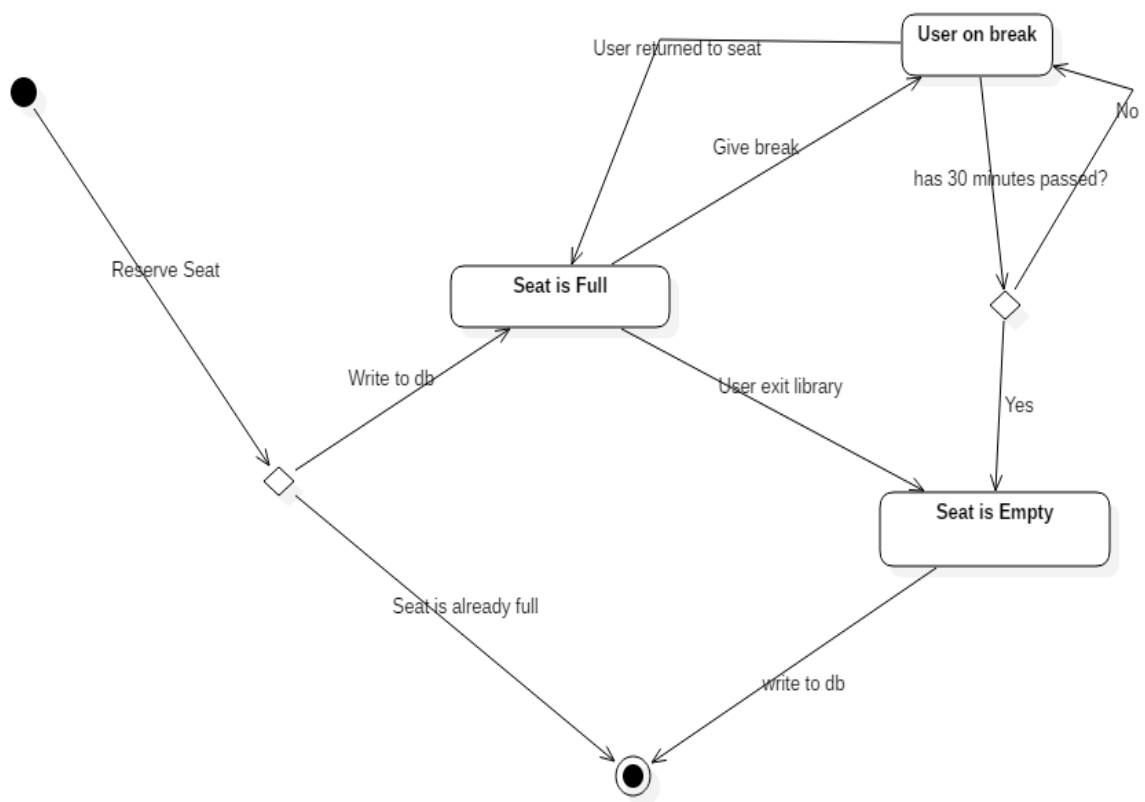 User on break
User returned to seat
No
Give break
has 30 minutes passed?
Reserve Seat
Seat is Full
Write to db
User exit library
Yes
Seat is Empty
Seat is already full
write to db